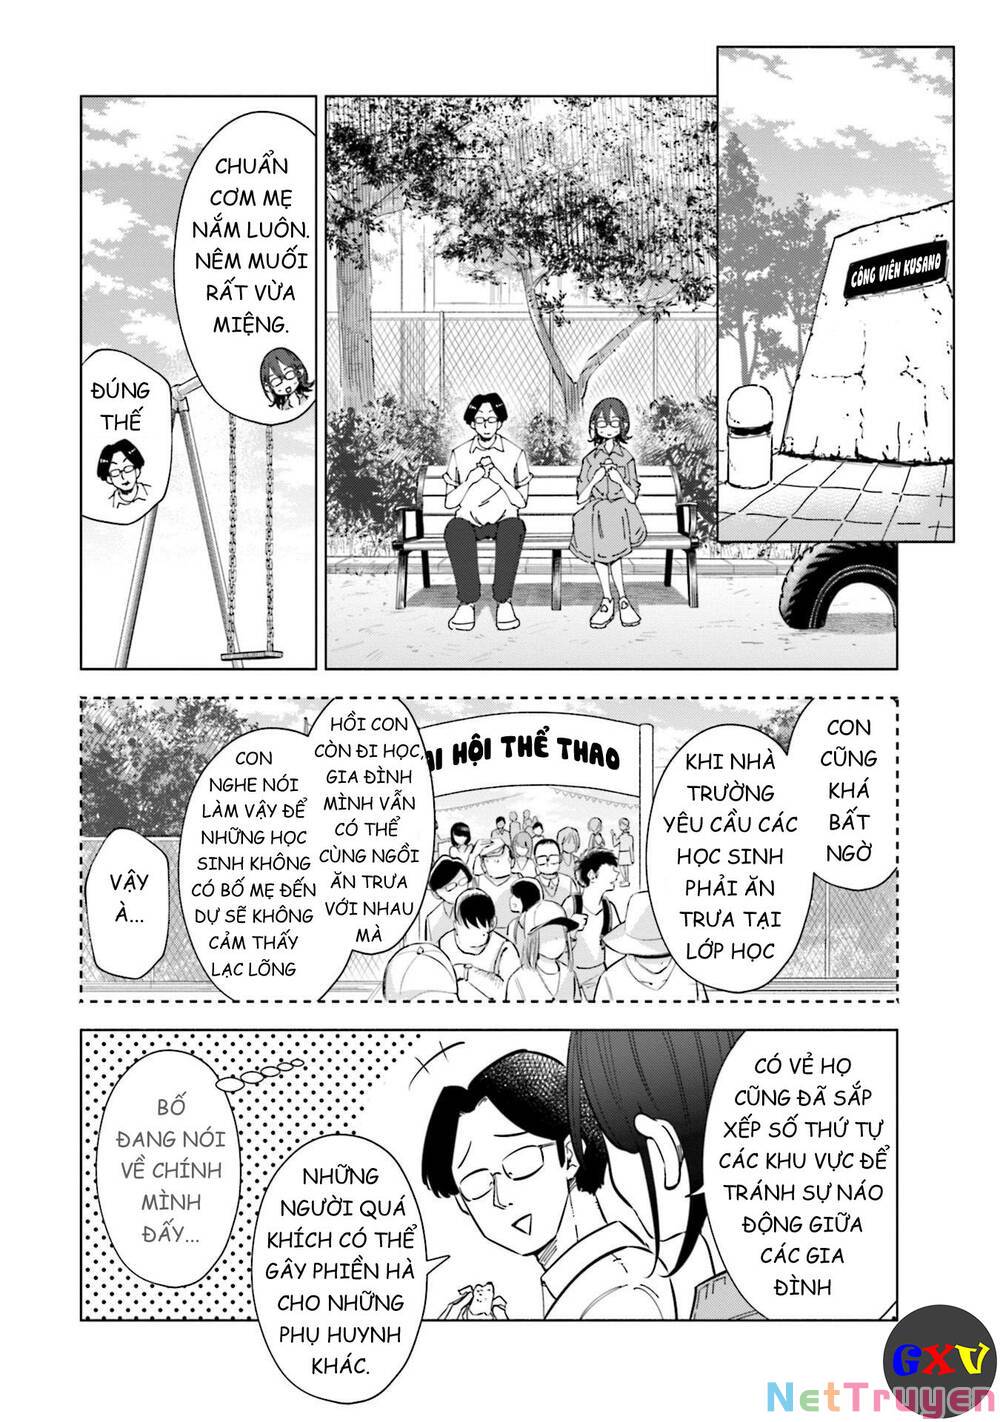 CÔNG VIÊN KUSANO
CHUẨN
CƠM MẸ
NẮM LUÔN.
NÊM MUỐI
RẤT VỪA
MIỆNG.
ĐÚNG
THẾ
CON
CŨNG
KHÁ
BẤT
NGỜ
KHI NHÀ
TRƯỜNG
YÊU CẦU CÁC
HỌC SINH
PHẢI ĂN
TRƯA TẠI
LỚP HỌC
HỘI THỂ THAO
HỒI CON
CÒN ĐI HỌC,
GIA ĐÌNH
MÌNH VẪN
CÓ THỂ
CÙNG NGỒI
ĂN TRƯA
VỚI NHAU
MÀ
CON
NGHE NÓI
LÀM VẬY ĐỂ
NHỮNG HỌC
SINH KHÔNG
CÓ BỐ MẸ ĐẾN
DỰ SẼ KHÔNG
CẢM THẤY
LẠC LÕNG
VẬY
À...
CÓ VẺ HỌ
CŨNG ĐÃ SẮP
XẾP SỐ THỨ TỰ
CÁC KHU VỰC ĐỂ
TRÁNH SỰ NÁO
ĐỘNG GIỮA
CÁC GIA
ĐÌNH
NHỮNG
NGƯỜI QUÁ
KHÍCH CÓ THỂ
GÂY PHIỀN HÀ
CHO NHỮNG
PHỤ HUYNH
KHÁC.
BỐ
ĐANG NÓI
VỀ CHÍNH
MÌNH
ĐẤY...
GXV
NetTruyen